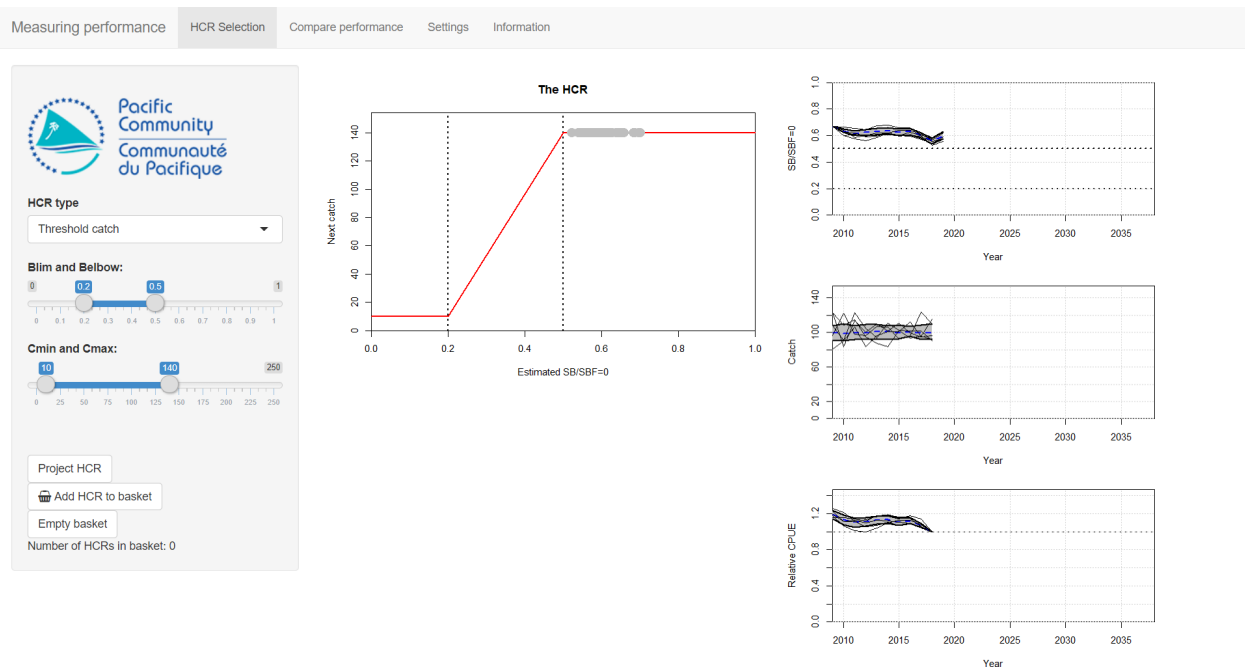 Measuring performance HCR Selection Compare performance Settings Information
Pacific
Community
Communauté
du Pacifique
HCR type
Threshold catch
Blim and Belbow:
0 0.2 0.5 1
0 0.1 0.2 0.3 0.4 0.5 0.6 0.7 0.8 0.9 1
Cmin and Cmax:
10 140 250
0 25 50 75 100 125 150 175 200 225 250
Project HCR
Add HCR to basket
Empty basket
Number of HCRs in basket: 0
The HCR
Next catch
140
120
100
80
60
40
20
0
0.0 0.2 0.4 0.6 0.8 1.0
Estimated SB/SBF=0
SB/SBF=0
1.0
0.8
0.6
0.4
0.2
0.0
2010 2015 2020 2025 2030 2035
Year
Catch
140
100
60
20
0
2010 2015 2020 2025 2030 2035
Year
Relative CPUE
1.2
0.8
0.4
0.0
2010 2015 2020 2025 2030 2035
Year